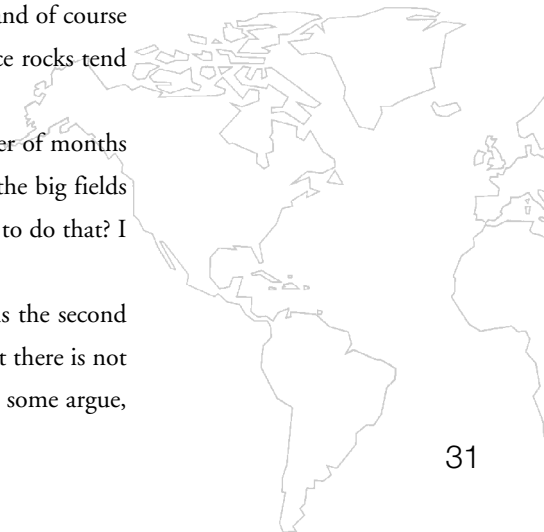 and of course
ce rocks tend
er of months
the big fields
to do that? I
is the second
t there is not
some argue,
31